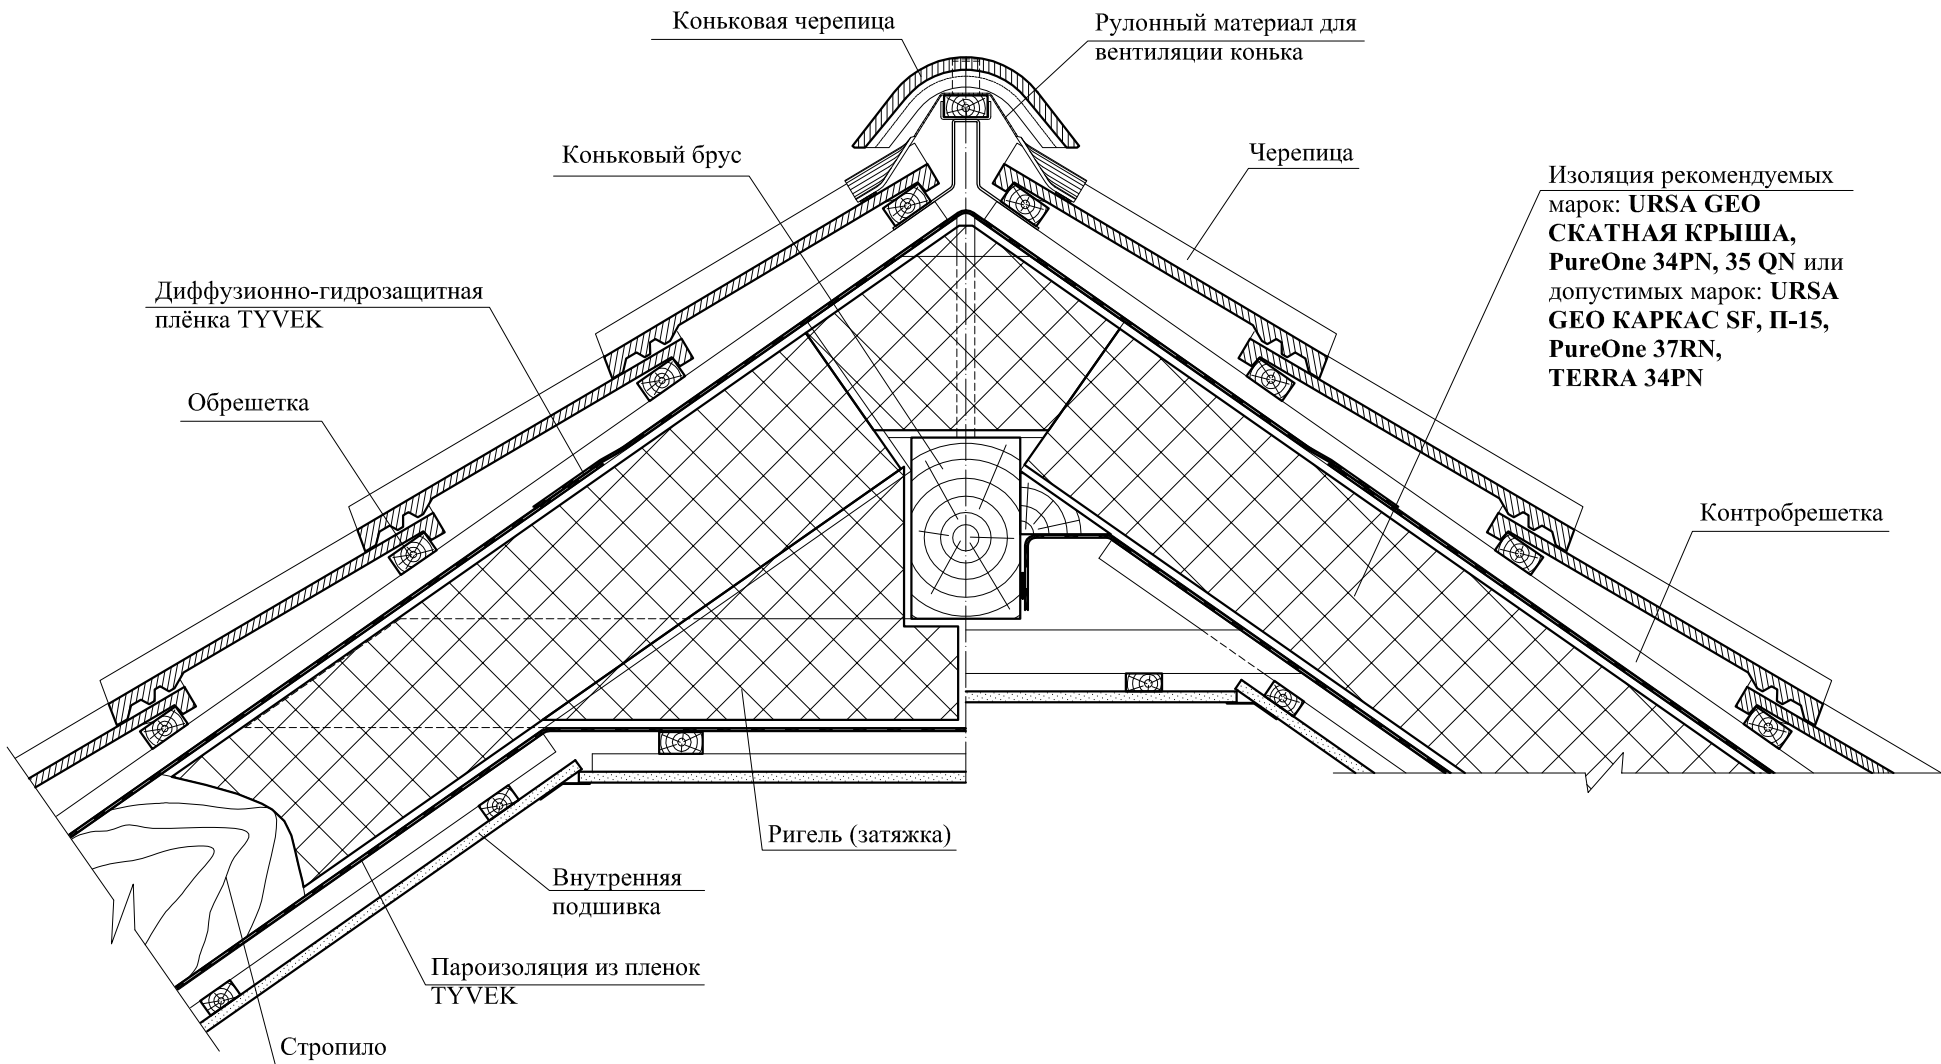 Коньковая черепица
Рулонный материал для
вентиляции конька
Коньковый брус
Черепица
Изоляция рекомендуемых
марок: URSA GEO
СКАТНАЯ КРЫША,
PureOne 34PN, 35 QN или
допустимых марок: URSA
GEO КАРКАС SF, П-15,
PureOne 37RN,
TERRA 34PN
Диффузионно-гидрозащитная
плёнка TYVEK
Обрешетка
Контробрешетка
Ригель (затяжка)
Внутренняя
подшивка
Пароизоляция из пленок
TYVEK
Стропило